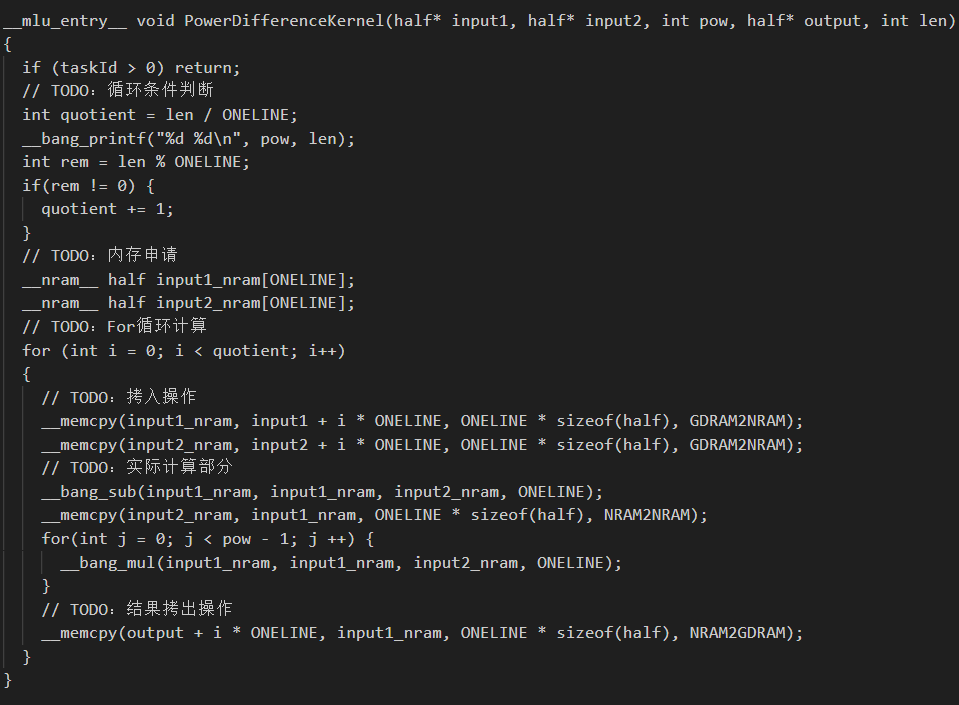 __mlu_entry__ void PowerDifferenceKernel(half* input1, half* input2, int pow, half* output, int len)
{
  if (taskId > 0) return;
  // TODO：循环条件判断
  int quotient = len / ONELINE;
  __bang_printf("%d %d\n", pow, len);
  int rem = len % ONELINE;
  if(rem != 0) {
    quotient += 1;
  }
  // TODO：内存申请
  __nram__ half input1_nram[ONELINE];
  __nram__ half input2_nram[ONELINE];
  // TODO：For循环计算
  for (int i = 0; i < quotient; i++)
  {
    // TODO：拷入操作
    __memcpy(input1_nram, input1 + i * ONELINE, ONELINE * sizeof(half), GDRAM2NRAM);
    __memcpy(input2_nram, input2 + i * ONELINE, ONELINE * sizeof(half), GDRAM2NRAM);
    // TODO：实际计算部分
    __bang_sub(input1_nram, input1_nram, input2_nram, ONELINE);
    __memcpy(input2_nram, input1_nram, ONELINE * sizeof(half), NRAM2NRAM);
    for(int j = 0; j < pow - 1; j ++) {
      __bang_mul(input1_nram, input1_nram, input2_nram, ONELINE);
    }
    // TODO：结果拷出操作
    __memcpy(output + i * ONELINE, input1_nram, ONELINE * sizeof(half), NRAM2GDRAM);
  }
}